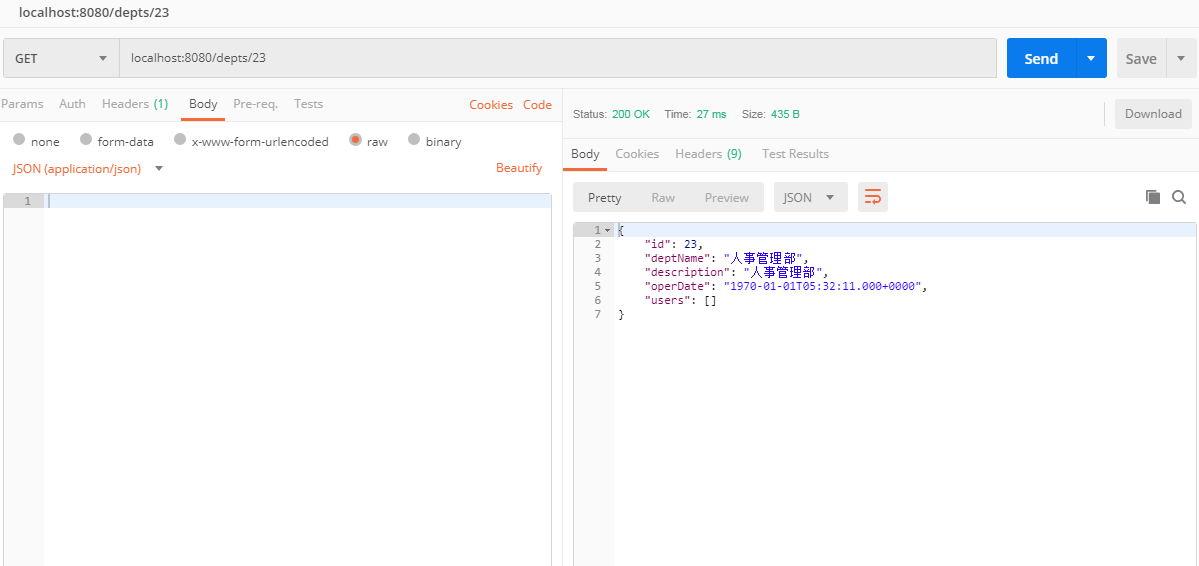 localhost:8080/depts/23
GET localhost:8080/depts/23 Send Save
Params Auth Headers (1) Body Pre-req. Tests Cookies Code
none form-data x-www-form-urlencoded raw binary
JSON (application/json) Beautify
1
Status: 200 OK Time: 27 ms Size: 435 B Download
Body Cookies Headers (9) Test Results
Pretty Raw Preview JSON
1 {
2 "id": 23,
3 "deptName": "人事管理部",
4 "description": "人事管理部",
5 "operDate": "1970-01-01T05:32:11.000+0000",
6 "users": []
7 }